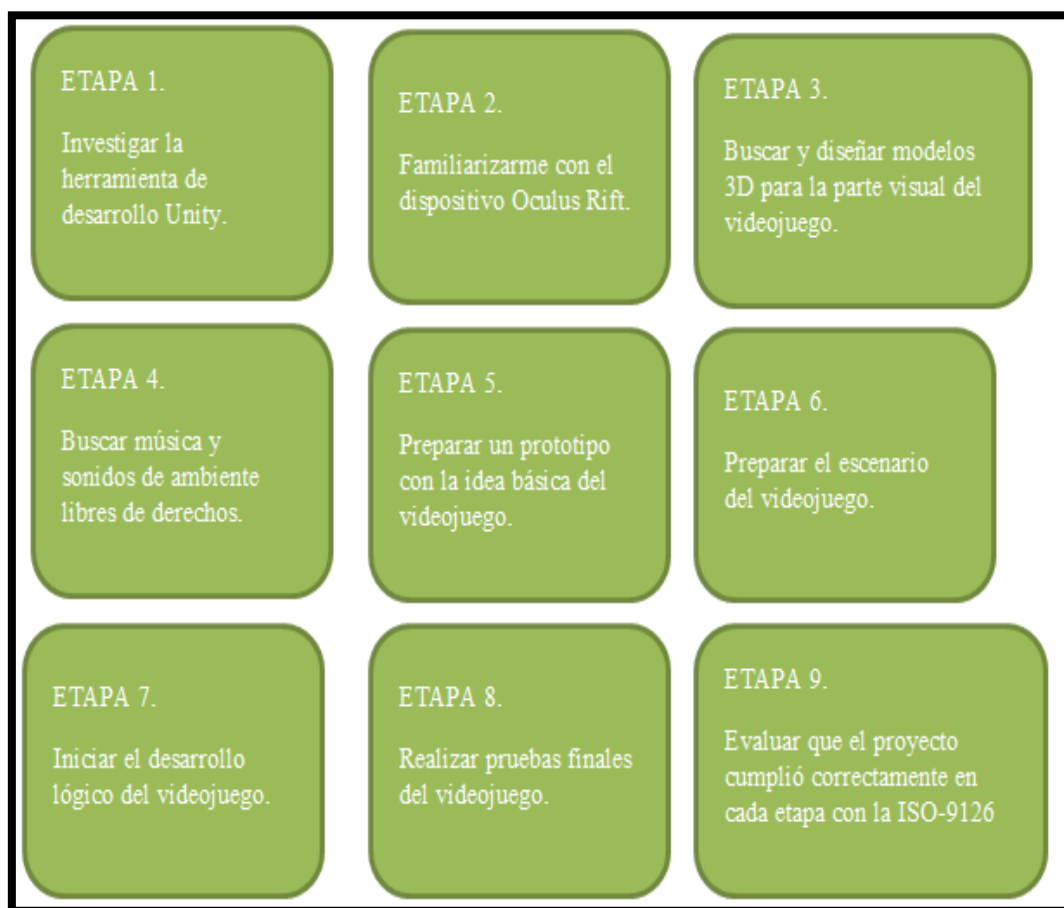 ETAPA 1.
Investigar la
herramienta de
desarrollo Unity.
ETAPA 2.
Familiarizarme con el
dispositivo Oculus Rift.
ETAPA 3.
Buscar y diseñar modelos
3D para la parte visual del
videojuego.
ETAPA 4.
Buscar música y
sonidos de ambiente
libres de derechos.
ETAPA 5.
Preparar un prototipo
con la idea básica del
videojuego.
ETAPA 6.
Preparar el escenario
del videojuego.
ETAPA 7.
Iniciar el desarrollo
lógico del videojuego.
ETAPA 8.
Realizar pruebas finales
del videojuego.
ETAPA 9.
Evaluar que el proyecto
cumplió correctamente en
cada etapa con la ISO-9126